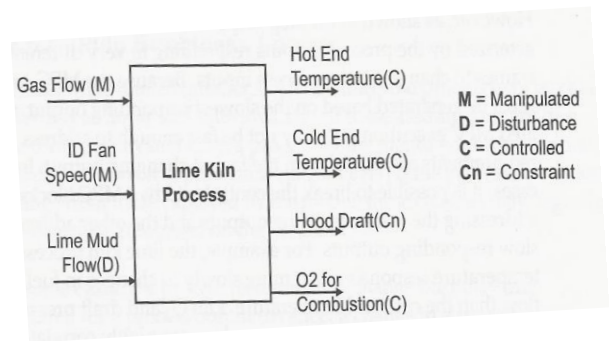 Gas Flow (M)
ID Fan
Speed(M)
Lime Mud
Flow(D)
Lime Kiln
Process
Hot End
Temperature(C)
Cold End
Temperature(C)
Hood Draft(Cn)
O2 for
Combustion(C)
M = Manipulated
D = Disturbance
C = Controlled
Cn = Constraint